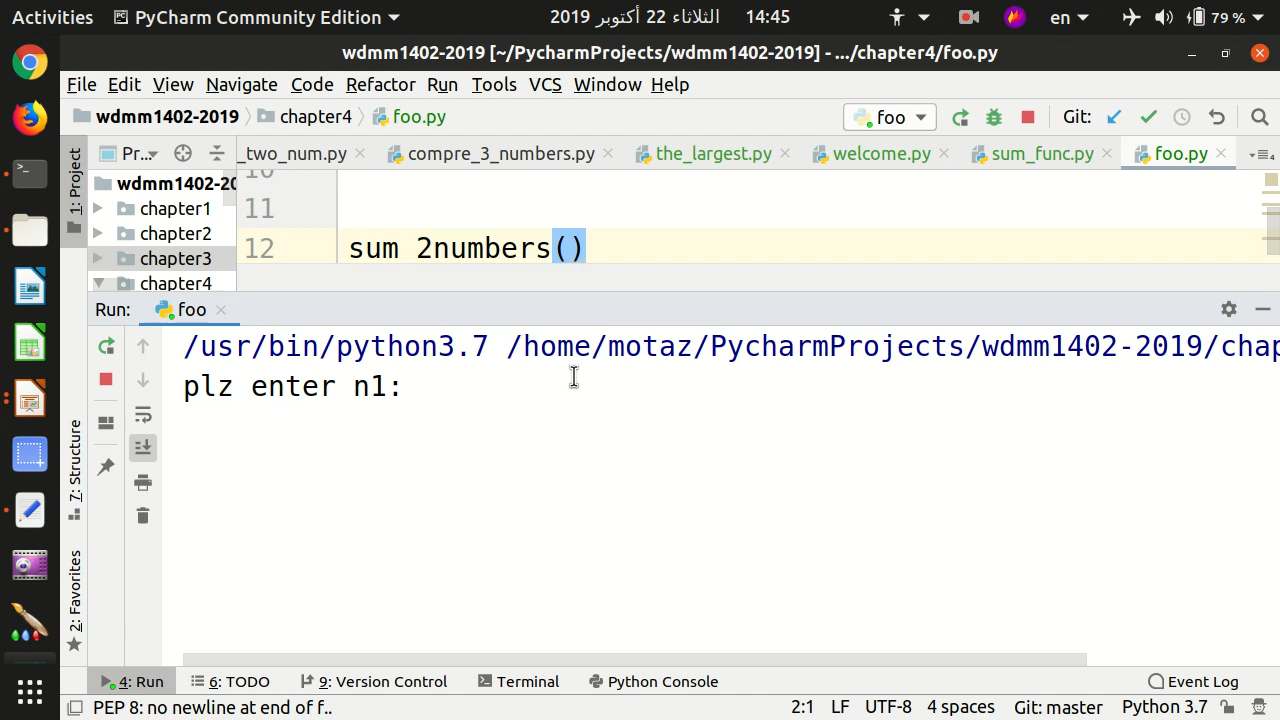 Activities PyCharm Community Edition الثلاثاء 22 أكتوبر 2019 14:45 en 79 %
wdmm1402-2019 [~/PycharmProjects/wdmm1402-2019] - .../chapter4/foo.py
File Edit View Navigate Code Refactor Run Tools VCS Window Help
wdmm1402-2019 chapter4 foo.py foo Git:
1: Project Pr... _two_num.py compre_3_numbers.py the_largest.py welcome.py sum_func.py foo.py 4
wdmm1402-20
10
chapter1
11
chapter2
chapter3
12 sum 2numbers()
chapter4
Run: foo
/usr/bin/python3.7 /home/motaz/PycharmProjects/wdmm1402-2019/chap
plz enter n1:
7: Structure
2: Favorites
4: Run 6: TODO 9: Version Control Terminal Python Console Event Log
PEP 8: no newline at end of f.. 2:1 LF UTF-8 4 spaces Git: master Python 3.7